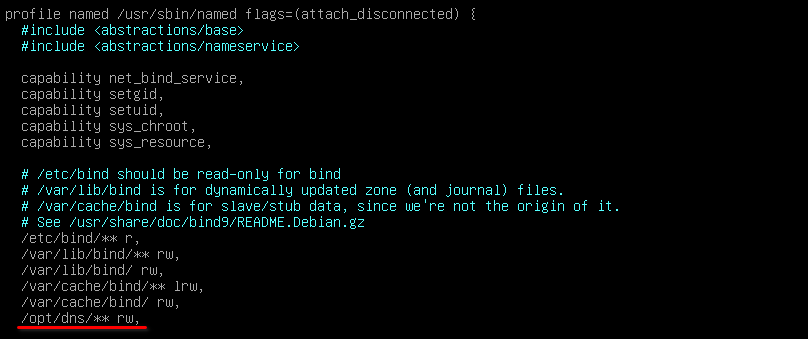 profile named /usr/sbin/named flags=(attach_disconnected) {
#include <abstractions/base>
#include <abstractions/nameservice>
capability net_bind_service,
capability setgid,
capability setuid,
capability sys_chroot,
capability sys_resource,
# /etc/bind should be read-only for bind
# /var/lib/bind is for dynamically updated zone (and journal) files.
# /var/cache/bind is for slave/stub data, since we're not the origin of it.
# See /usr/share/doc/bind9/README.Debian.gz
/etc/bind/** r,
/var/lib/bind/** rw,
/var/lib/bind/ rw,
/var/cache/bind/** lrw,
/var/cache/bind/ rw,
/opt/dns/** rw,